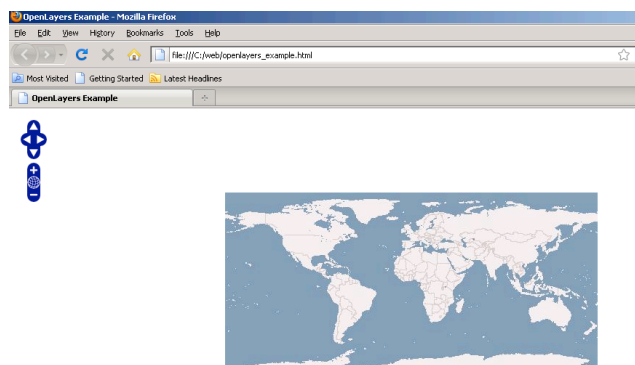 OpenLayers Example - Mozilla Firefox
File Edit View History Bookmarks Tools Help
file:///C:/web/openlayers_example.html
Most Visited Getting Started Latest Headlines
OpenLayers Example